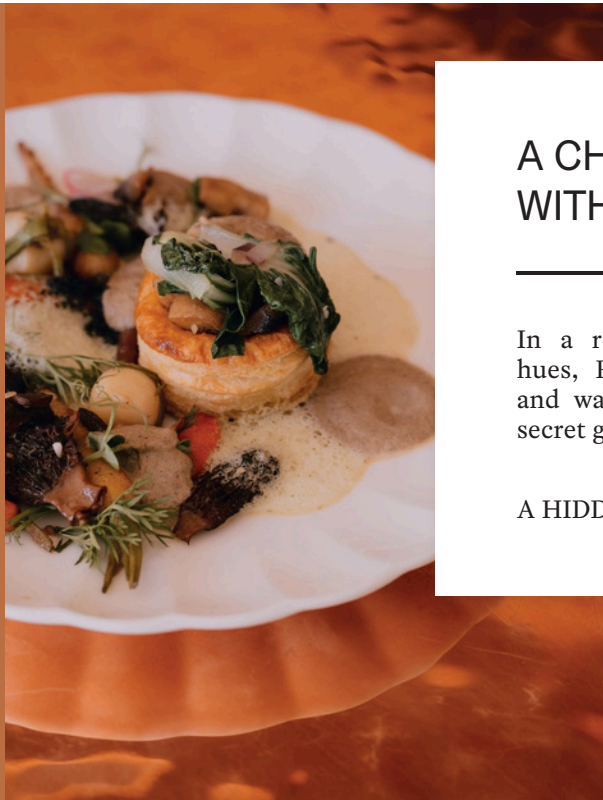 A CH
WITH
In a r
hues,
and wa
secret g
A HIDD